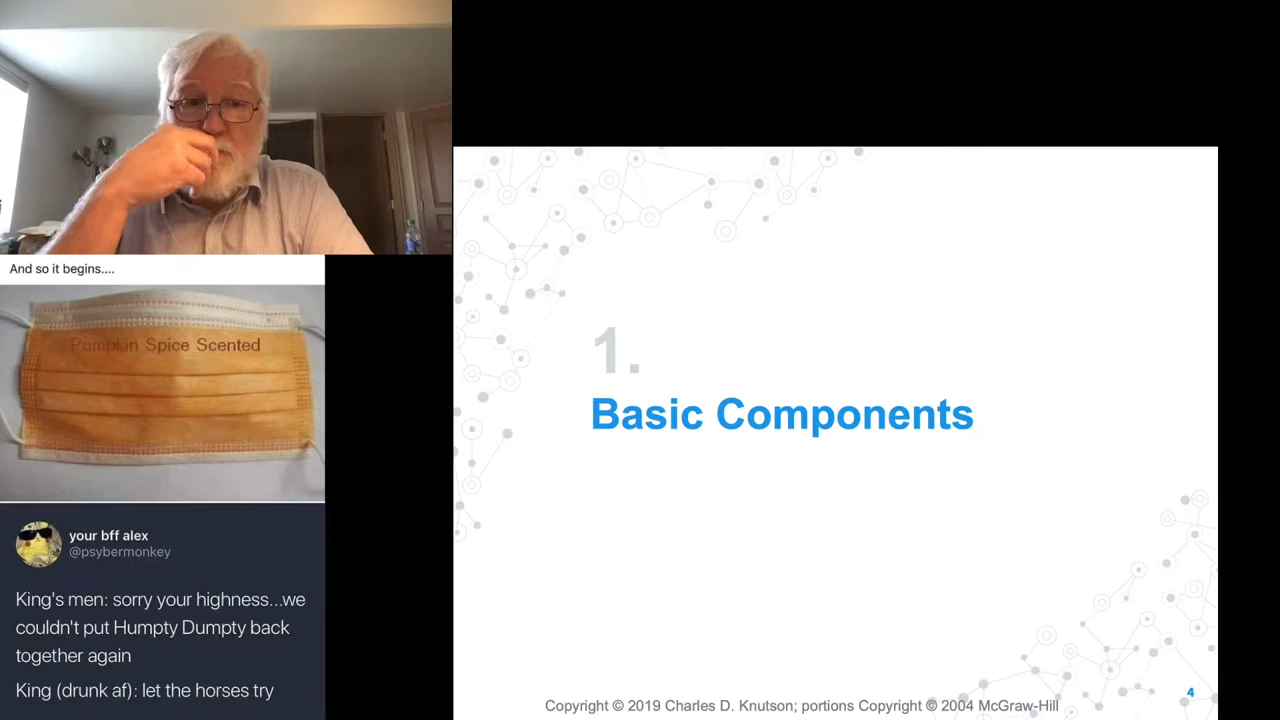 And so it begins....
Pumpkin Spice Scented
your bff alex
@psybermonkey
King's men: sorry your highness...we
couldn't put Humpty Dumpty back
together again
King (drunk af): let the horses try
1.
Basic Components
4
Copyright © 2019 Charles D. Knutson; portions Copyright © 2004 McGraw-Hill